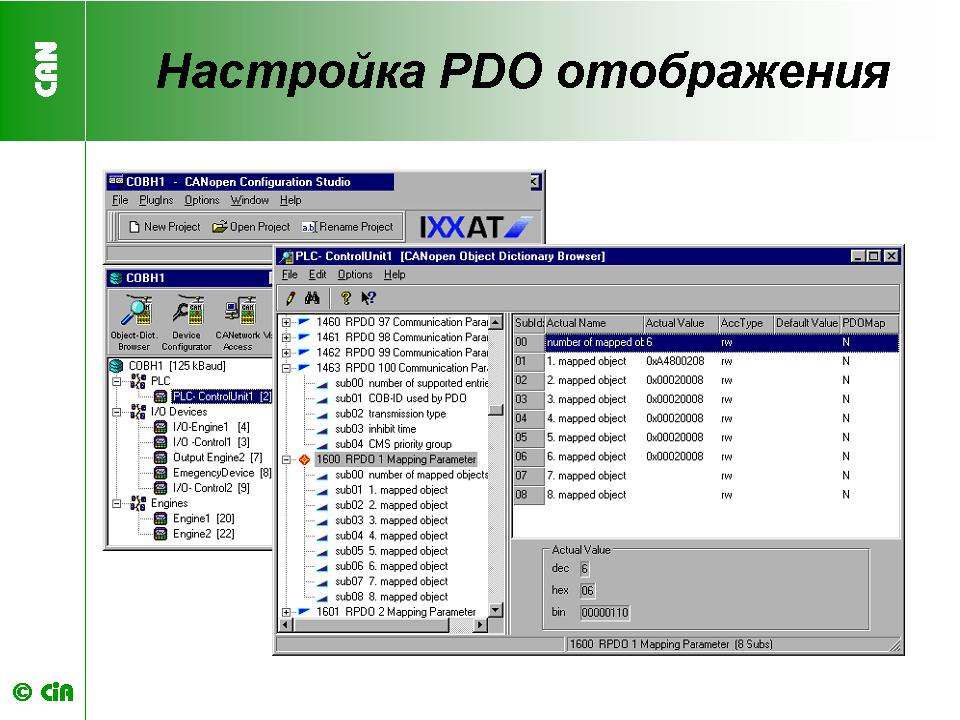 CAN
Настройка PDO отображения
COBH1 - CANopen Configuration Studio
File PlugIns Options Window Help
New Project Open Project Rename Project
IXXAT
COBH1
Object-Dict. Browser
Device Configurator
CANetwork Access
COBH1 [125 kBaud]
PLC
PLC- ControlUnit1 [2]
I/O Devices
I/O-Engine1 [4]
I/O -Control1 [3]
Output Engine2 [7]
EmegencyDevice [8]
I/O- Control2 [9]
Engines
Engine1 [20]
Engine2 [22]
PLC- ControlUnit1 [CANopen Object Dictionary Browser]
File Edit Options Help
1460 RPDO 97 Communication Parar
1461 RPDO 98 Communication Parar
1462 RPDO 99 Communication Parar
1463 RPDO 100 Communication Par
sub00 number of supported entrie
sub01 COB-ID used by PDO
sub02 transmission type
sub03 inhibit time
sub04 CMS priority group
1600 RPDO 1 Mapping Parameter
sub00 number of mapped objects
sub01 1. mapped object
sub02 2. mapped object
sub03 3. mapped object
sub04 4. mapped object
sub05 5. mapped object
sub06 6. mapped object
sub07 7. mapped object
sub08 8. mapped object
1601 RPDO 2 Mapping Parameter
SubId Actual Name Actual Value AccType Default Value PDOMap
00 number of mapped ob 6 rw N
01 1. mapped object 0xA4800208 rw N
02 2. mapped object 0x00020008 rw N
03 3. mapped object 0x00020008 rw N
04 4. mapped object 0x00020008 rw N
05 5. mapped object 0x00020008 rw N
06 6. mapped object 0x00020008 rw N
07 7. mapped object rw N
08 8. mapped object rw N
Actual Value
dec 6
hex 06
bin 00000110
1600 RPDO 1 Mapping Parameter (8 Subs)
© CiA